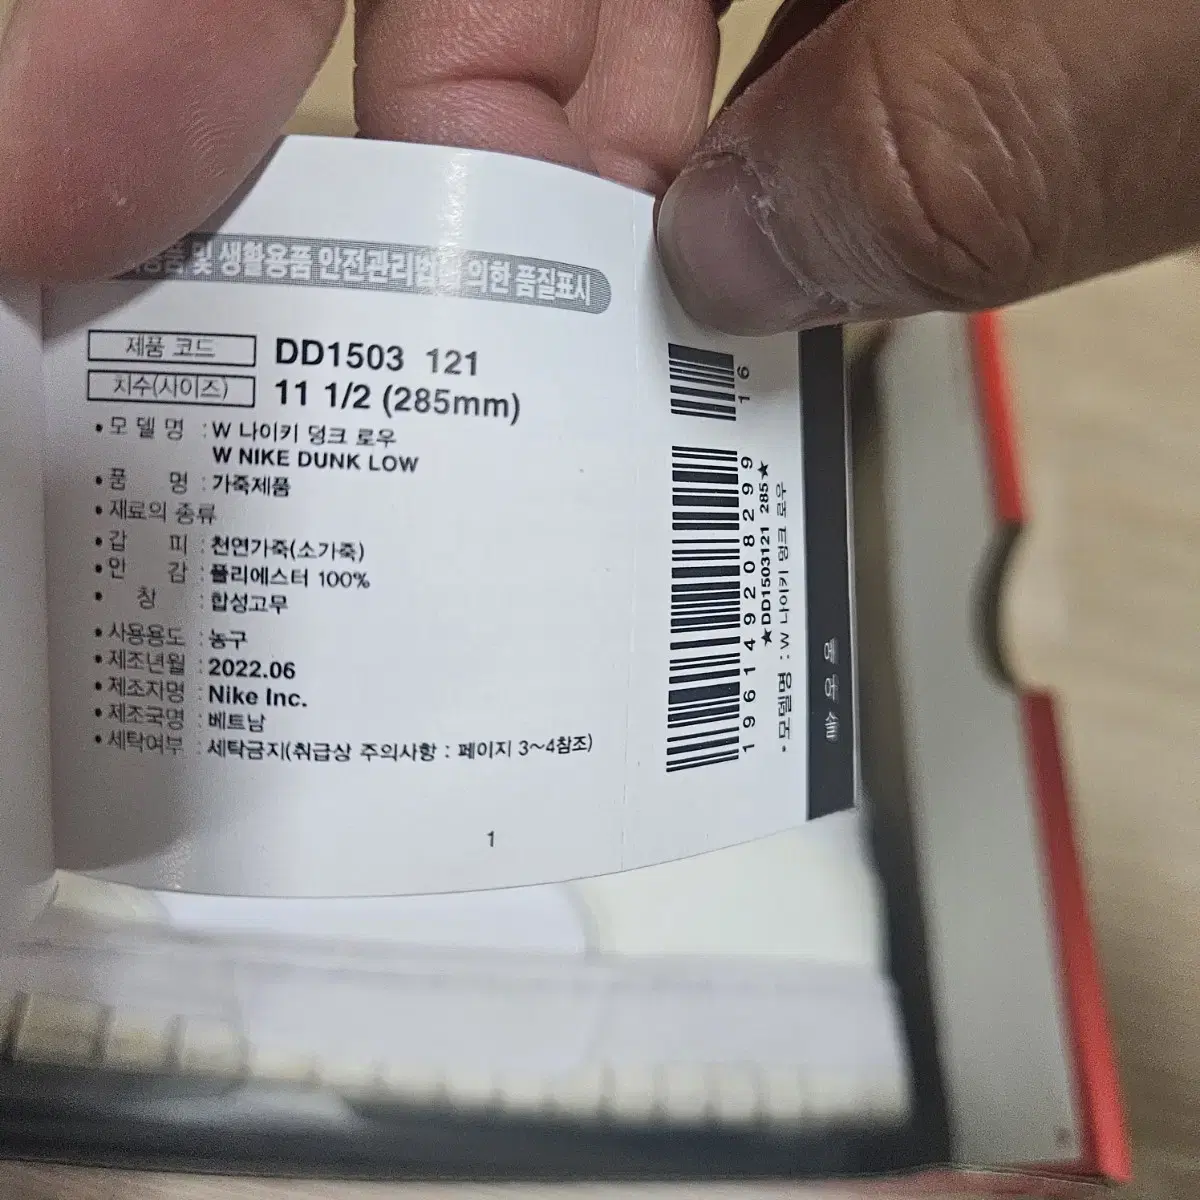 및 생활용품 안전관리법 의한 품질표시
제품 코드 DD1503 121
치수(사이즈) 11 1/2 (285mm)
• 모 델 명 : W 나이키 덩크 로우
W NIKE DUNK LOW
• 품 명 : 가죽제품
• 재료의 종류
• 갑 피 : 천연가죽(소가죽)
• 안 감 : 폴리에스터 100%
• 창 : 합성고무
• 사용용도 : 농구
• 제조년월 : 2022.06
• 제조자명 : Nike Inc.
• 제조국명 : 베트남
• 세탁여부 : 세탁금지(취급상 주의사항 : 페이지 3~4참조)
1
16
196149208299
★DD1503121 285★
• 모델명 : W 나이키 덩크 로우